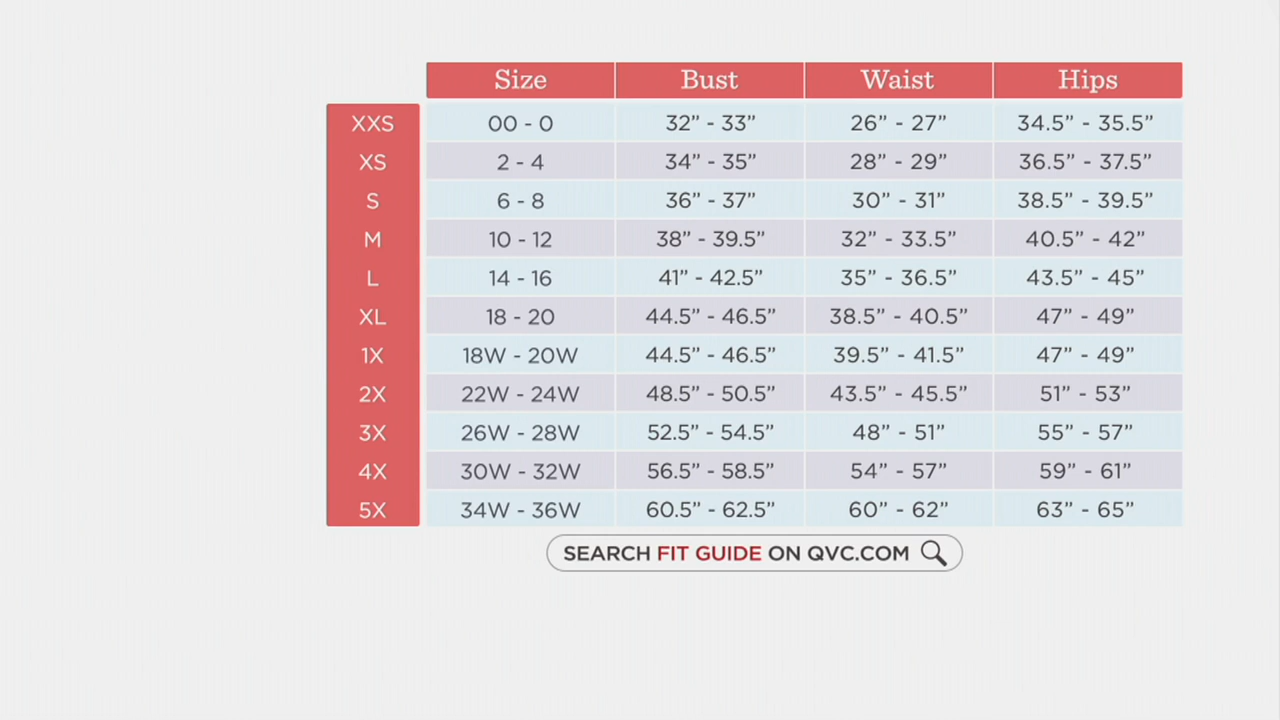 Size Bust Waist Hips
XXS 00 - 0 32” - 33” 26” - 27” 34.5” - 35.5”
XS 2 - 4 34” - 35” 28” - 29” 36.5” - 37.5”
S 6 - 8 36” - 37” 30” - 31” 38.5” - 39.5”
M 10 - 12 38” - 39.5” 32” - 33.5” 40.5” - 42”
L 14 - 16 41” - 42.5” 35” - 36.5” 43.5” - 45”
XL 18 - 20 44.5” - 46.5” 38.5” - 40.5” 47” - 49”
1X 18W - 20W 44.5” - 46.5” 39.5” - 41.5” 47” - 49”
2X 22W - 24W 48.5” - 50.5” 43.5” - 45.5” 51” - 53”
3X 26W - 28W 52.5” - 54.5” 48” - 51” 55” - 57”
4X 30W - 32W 56.5” - 58.5” 54” - 57” 59” - 61”
5X 34W - 36W 60.5” - 62.5” 60” - 62” 63” - 65”
SEARCH FIT GUIDE ON QVC.COM